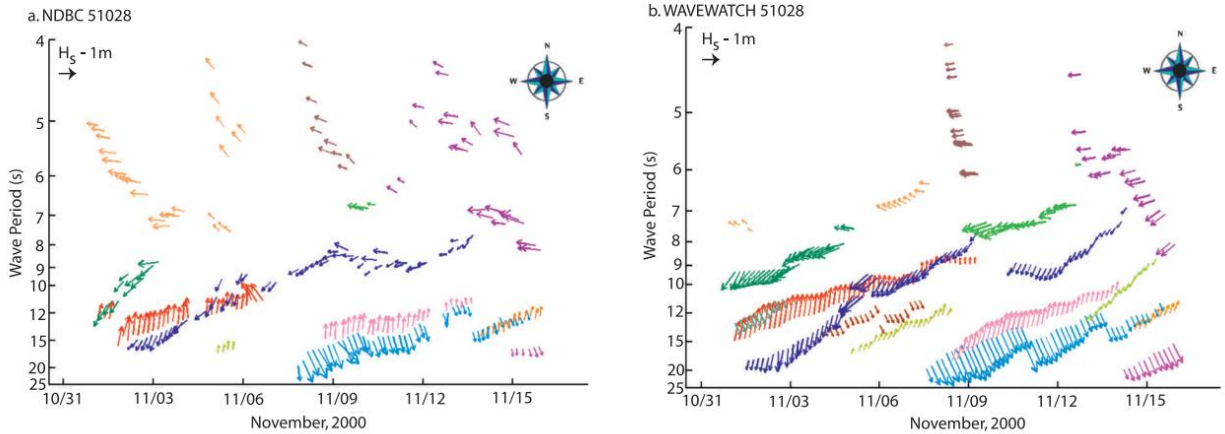 a. NDBC 51028
Hs - 1m
N
W E
S
Wave Period (s)
4
5
6
7
8
9
10
12
15
20
25
10/31 11/03 11/06 11/09 11/12 11/15
November, 2000
b. WAVEWATCH 51028
Hs - 1m
N
W E
S
Wave Period (s)
4
5
6
7
8
9
10
12
15
20
25
10/31 11/03 11/06 11/09 11/12 11/15
November, 2000